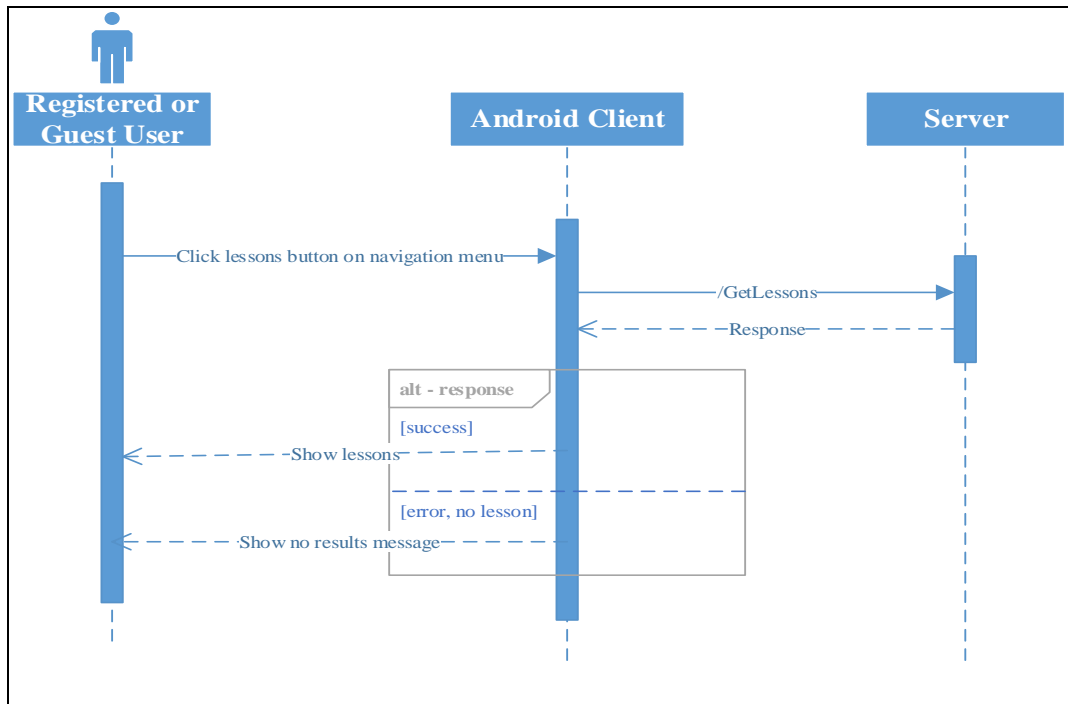 Registered or
Guest User
Android Client
Server
Click lessons button on navigation menu
/GetLessons
Response
alt - response
[success]
Show lessons
[error, no lesson]
Show no results message